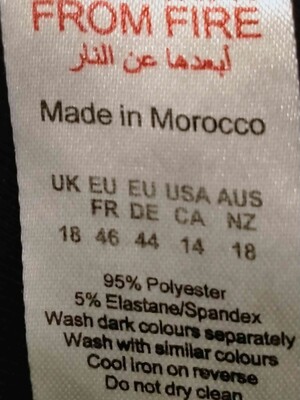 FROM FIRE
أبعدها عن النار
Made in Morocco
UK EU EU USA AUS
FR DE CA NZ
18 46 44 14 18
95% Polyester
5% Elastane/Spandex
Wash dark colours separately
Wash with similar colours
Cool iron on reverse
Do not dry clean